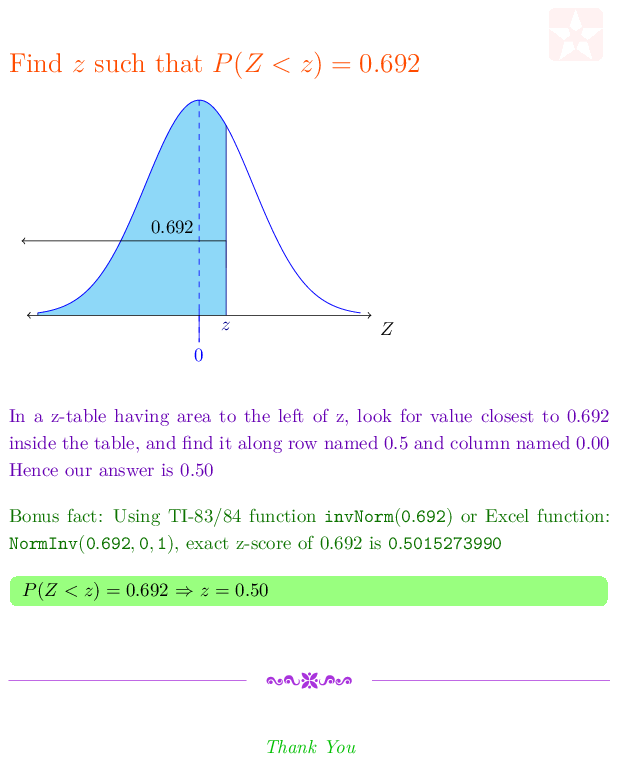 Find z such that P(Z < z) = 0.692
0.692
Z
z
0
In a z-table having area to the left of z, look for value closest to 0.692
inside the table, and find it along row named 0.5 and column named 0.00
Hence our answer is 0.50
Bonus fact: Using TI-83/84 function invNorm(0.692) or Excel function:
NormInv(0.692, 0, 1), exact z-score of 0.692 is 0.5015273990
P(Z < z) = 0.692 ⇒ z = 0.50
Thank You